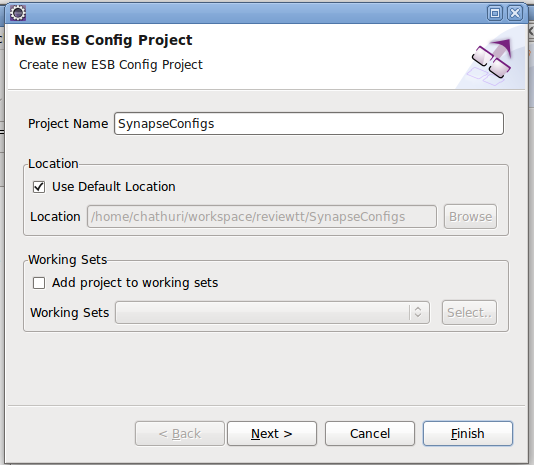 New ESB Config Project
Create new ESB Config Project
Project Name SynapseConfigs
Location
Use Default Location
Location /home/chathuri/workspace/reviewtt/SynapseConfigs Browse
Working Sets
Add project to working sets
Working Sets Select..
< Back Next > Cancel Finish